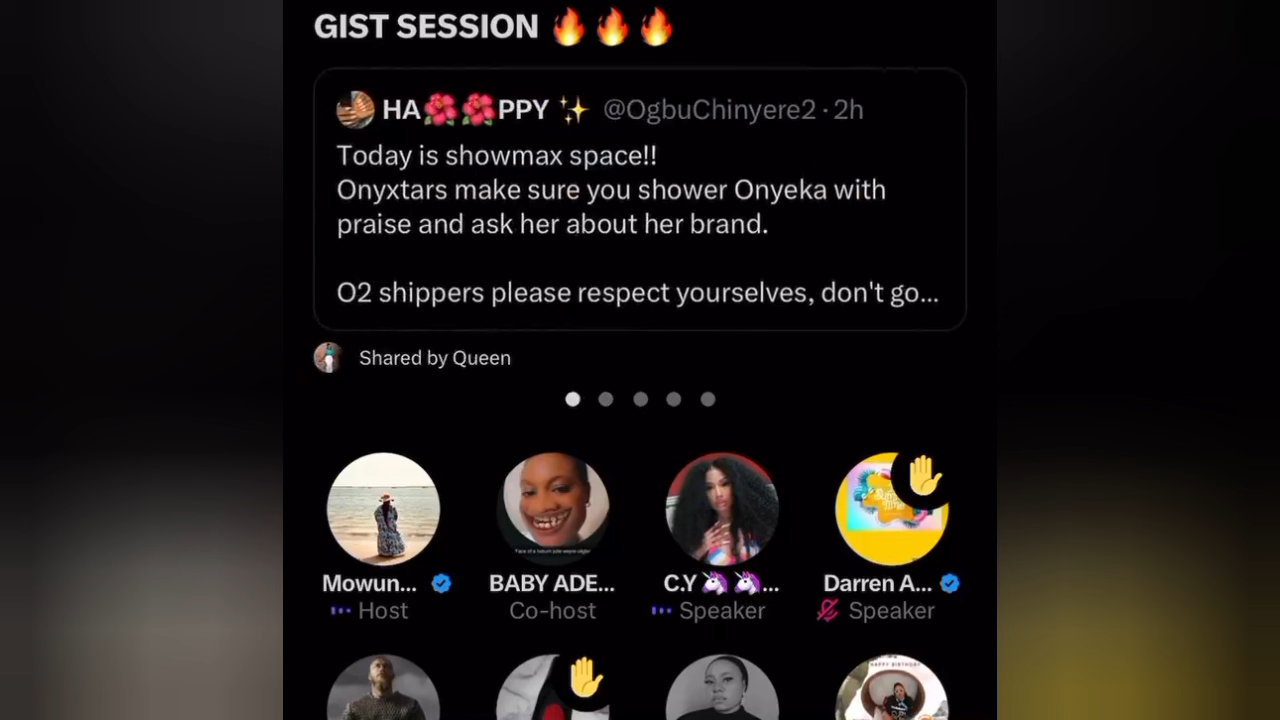 GIST SESSION 🔥🔥🔥
HA🌺🌺PPY ✨ @OgbuChinyere2 · 2h
Today is showmax space!!
Onyxtars make sure you shower Onyeka with
praise and ask her about her brand.
O2 shippers please respect yourselves, don't go...
Shared by Queen
Mowun... BABY ADE... C.Y🦄🦄... Darren A...
Host Co-host Speaker Speaker
HAPPY BIRTHDAY